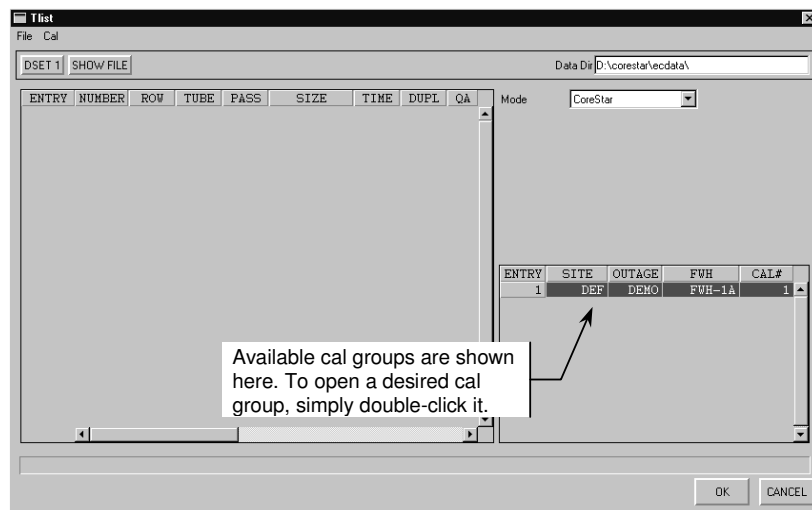 Tlist
File Cal
DSET 1 SHOW FILE Data Dir D:\corestar\ecdata\
ENTRY NUMBER ROW TUBE PASS SIZE TIME DUPL QA
Mode CoreStar
ENTRY SITE OUTAGE FWH CAL#
1 DEF DEMO FWH-1A 1
Available cal groups are shown
here. To open a desired cal
group, simply double-click it.
OK CANCEL